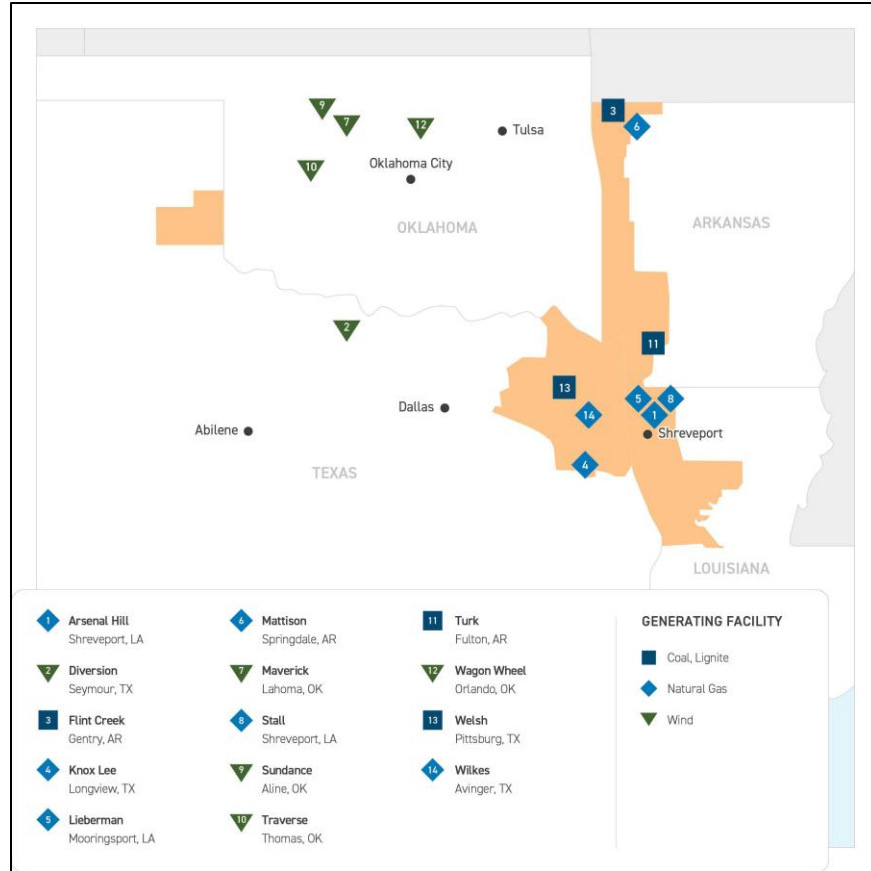 9
7
12
Tulsa
3
6
Oklahoma City
10
OKLAHOMA
ARKANSAS
2
11
13
5
8
Dallas
14
1
Abilene
Shreveport
4
TEXAS
LOUISIANA
1 Arsenal Hill
Shreveport, LA
2 Diversion
Seymour, TX
3 Flint Creek
Gentry, AR
4 Knox Lee
Longview, TX
5 Lieberman
Mooringsport, LA
6 Mattison
Springdale, AR
7 Maverick
Lahoma, OK
8 Stall
Shreveport, LA
9 Sundance
Aline, OK
10 Traverse
Thomas, OK
11 Turk
Fulton, AR
12 Wagon Wheel
Orlando, OK
13 Welsh
Pittsburg, TX
14 Wilkes
Avinger, TX
GENERATING FACILITY
Coal, Lignite
Natural Gas
Wind